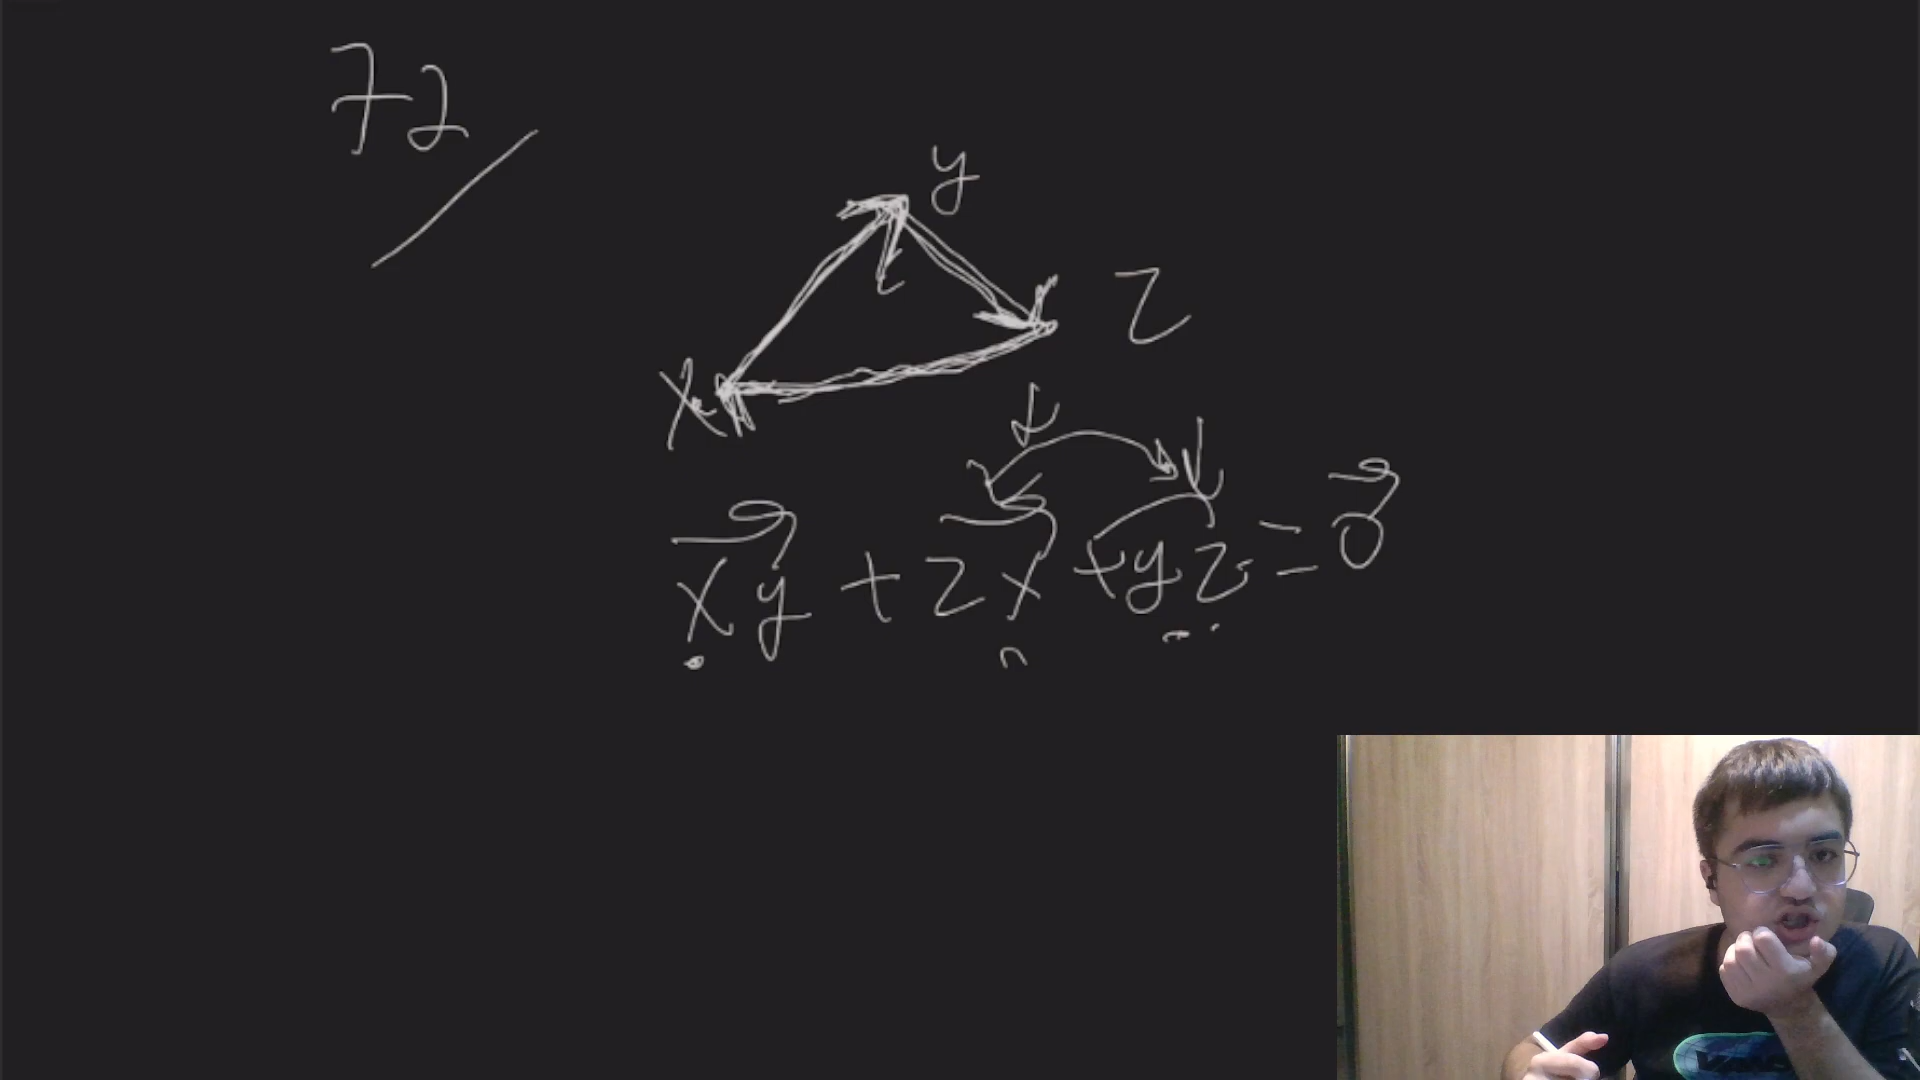 72
y
z
x
xy + zx + yz = 0